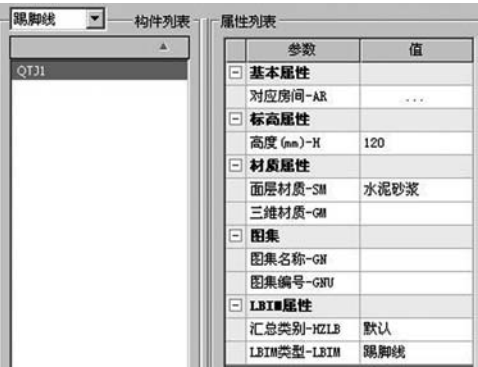 踢脚线 构件列表 属性列表
QTJ1
参数 值
基本属性
对应房间-AR ...
标高属性
高度(mm)-H 120
材质属性
面层材质-SM 水泥砂浆
三维材质-GM
图集
图集名称-GN
图集编号-GNU
LBIM属性
汇总类别-HZLB 默认
LBIM类型-LBIM 踢脚线